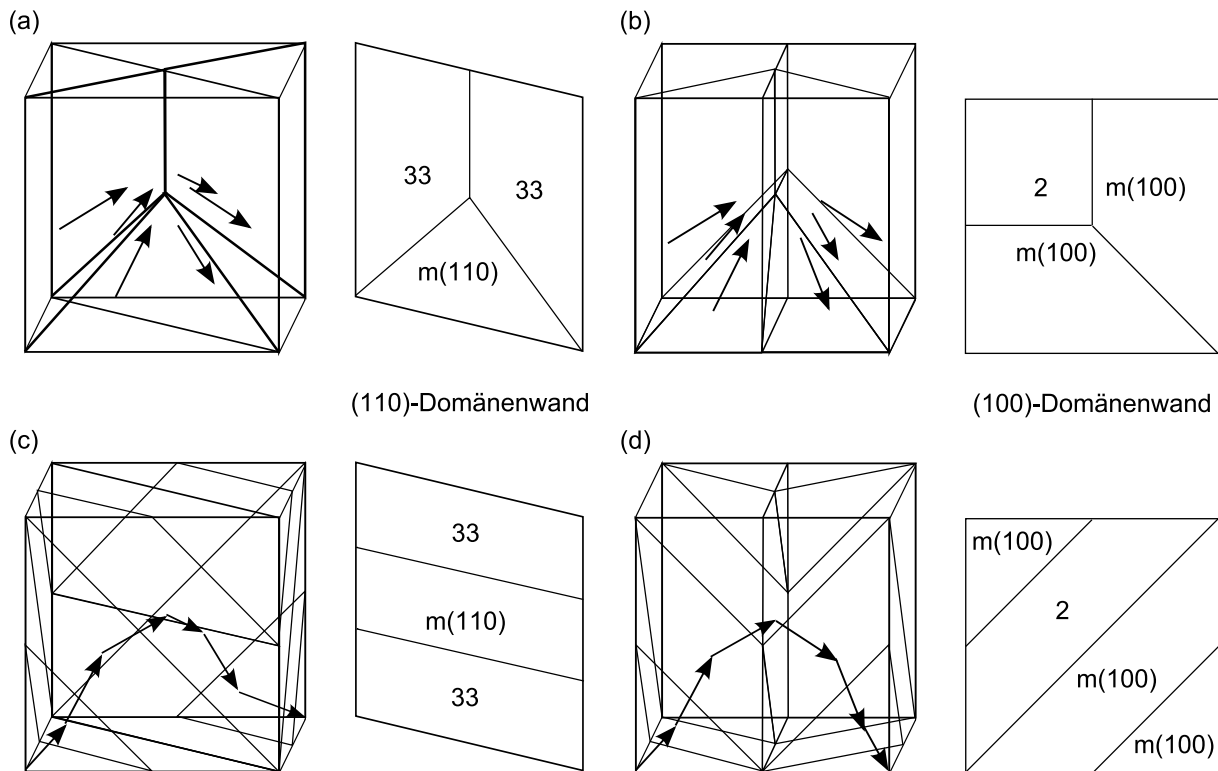 (a)
33
33
m(110)
(110)-Domänenwand
(b)
2
m(100)
m(100)
(100)-Domänenwand
(c)
33
m(110)
33
(d)
m(100)
2
m(100)
m(100)